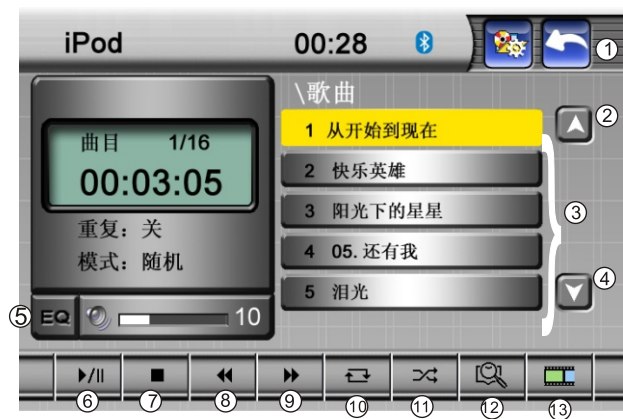 iPod 00:28
①
\歌曲
②
曲目 1/16
00:03:05
重复：关
模式：随机
1 从开始到现在
2 快乐英雄
3 阳光下的星星
4 05.还有我
5 泪光
③
④
⑤ EQ 10
⑥ ⑦ ⑧ ⑨ ⑩ ⑪ ⑫ ⑬